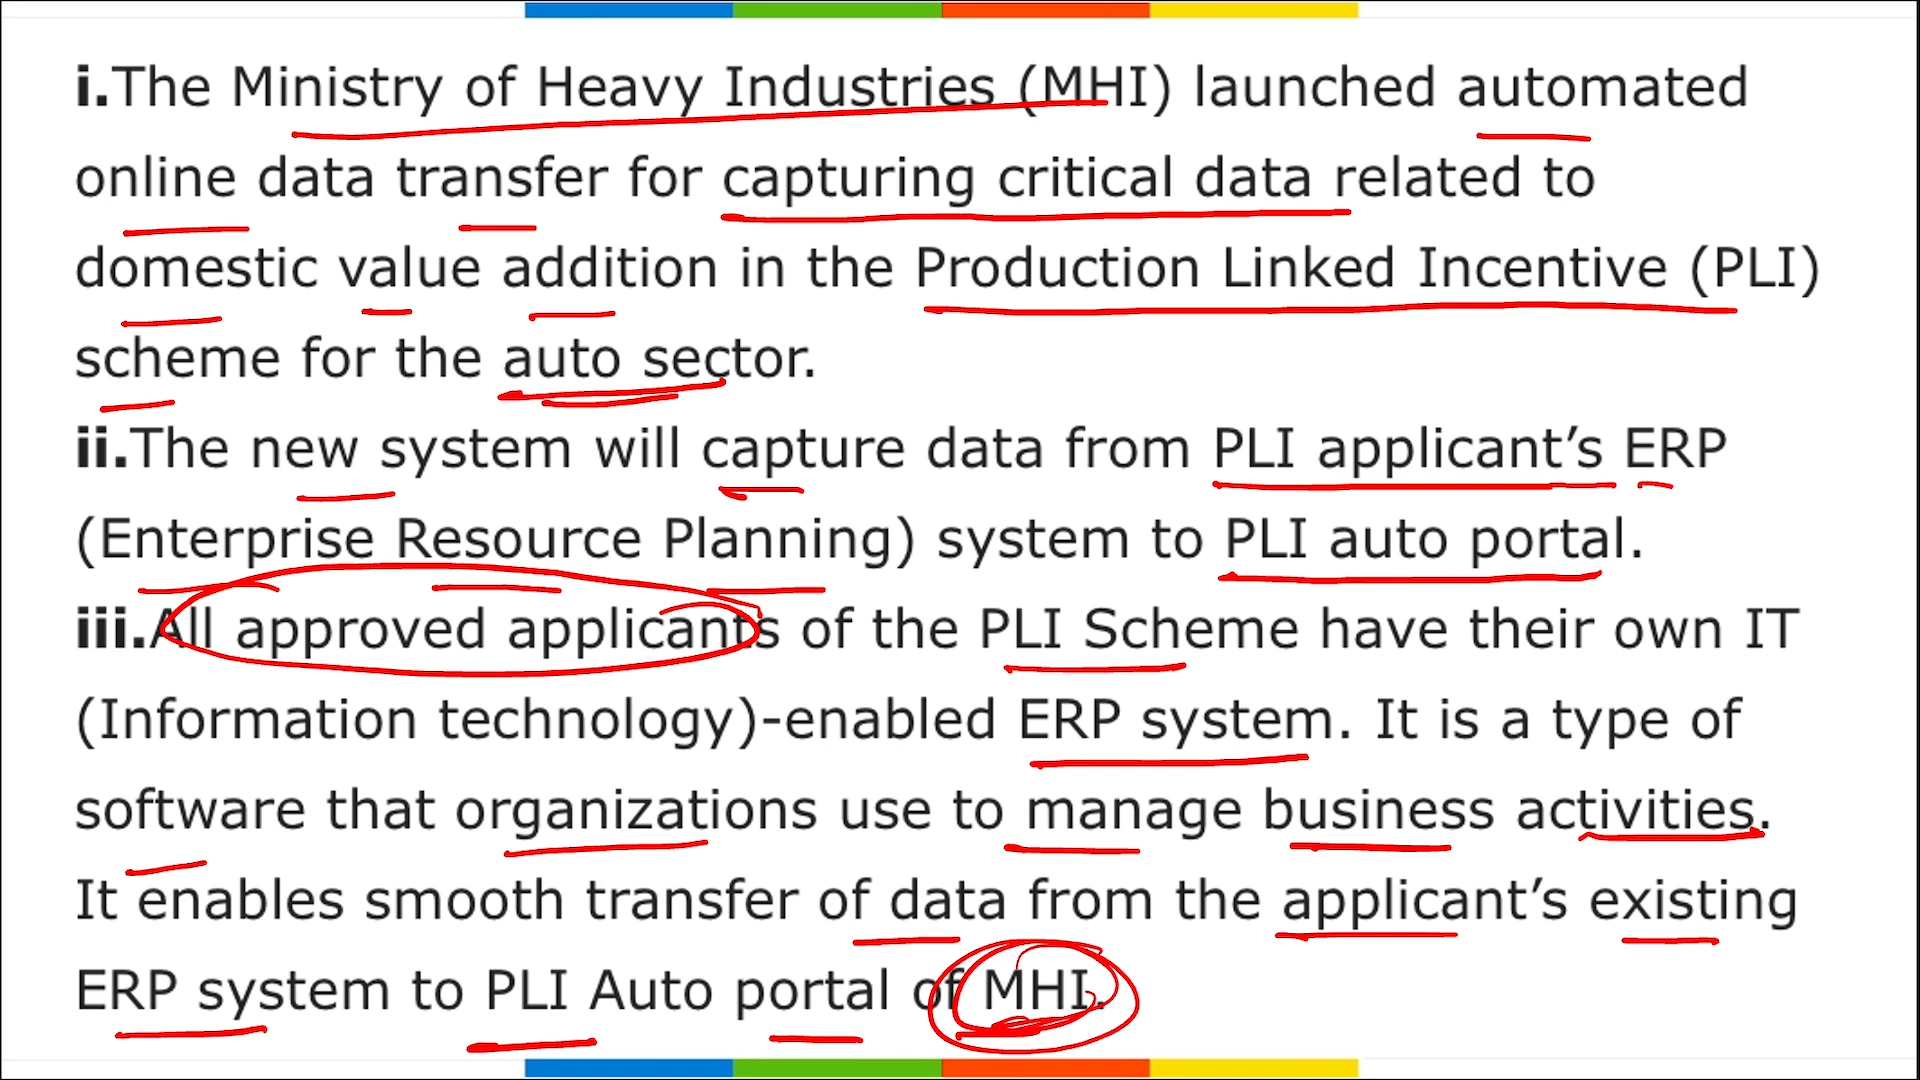 i.The Ministry of Heavy Industries (MHI) launched automated
online data transfer for capturing critical data related to
domestic value addition in the Production Linked Incentive (PLI)
scheme for the auto sector.
ii.The new system will capture data from PLI applicant’s ERP
(Enterprise Resource Planning) system to PLI auto portal.
iii.All approved applicants of the PLI Scheme have their own IT
(Information technology)-enabled ERP system. It is a type of
software that organizations use to manage business activities.
It enables smooth transfer of data from the applicant’s existing
ERP system to PLI Auto portal of MHI.